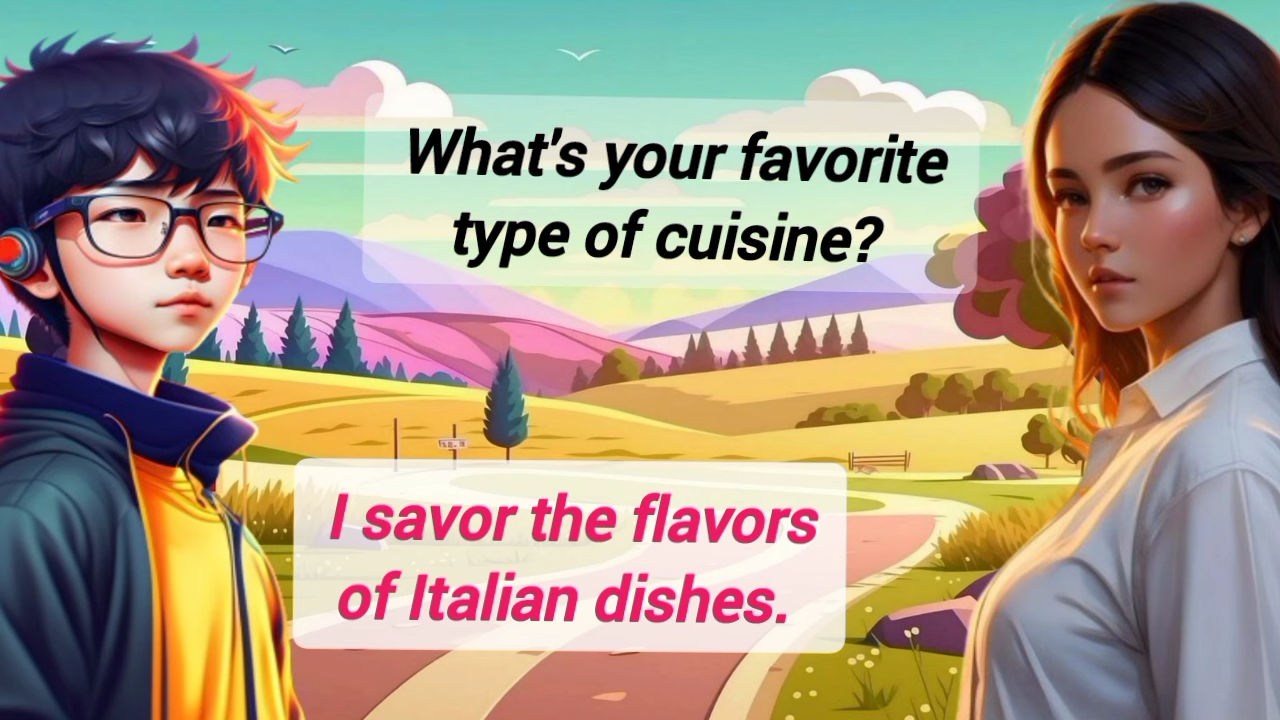 What's your favorite
type of cuisine?
I savor the flavors
of Italian dishes.